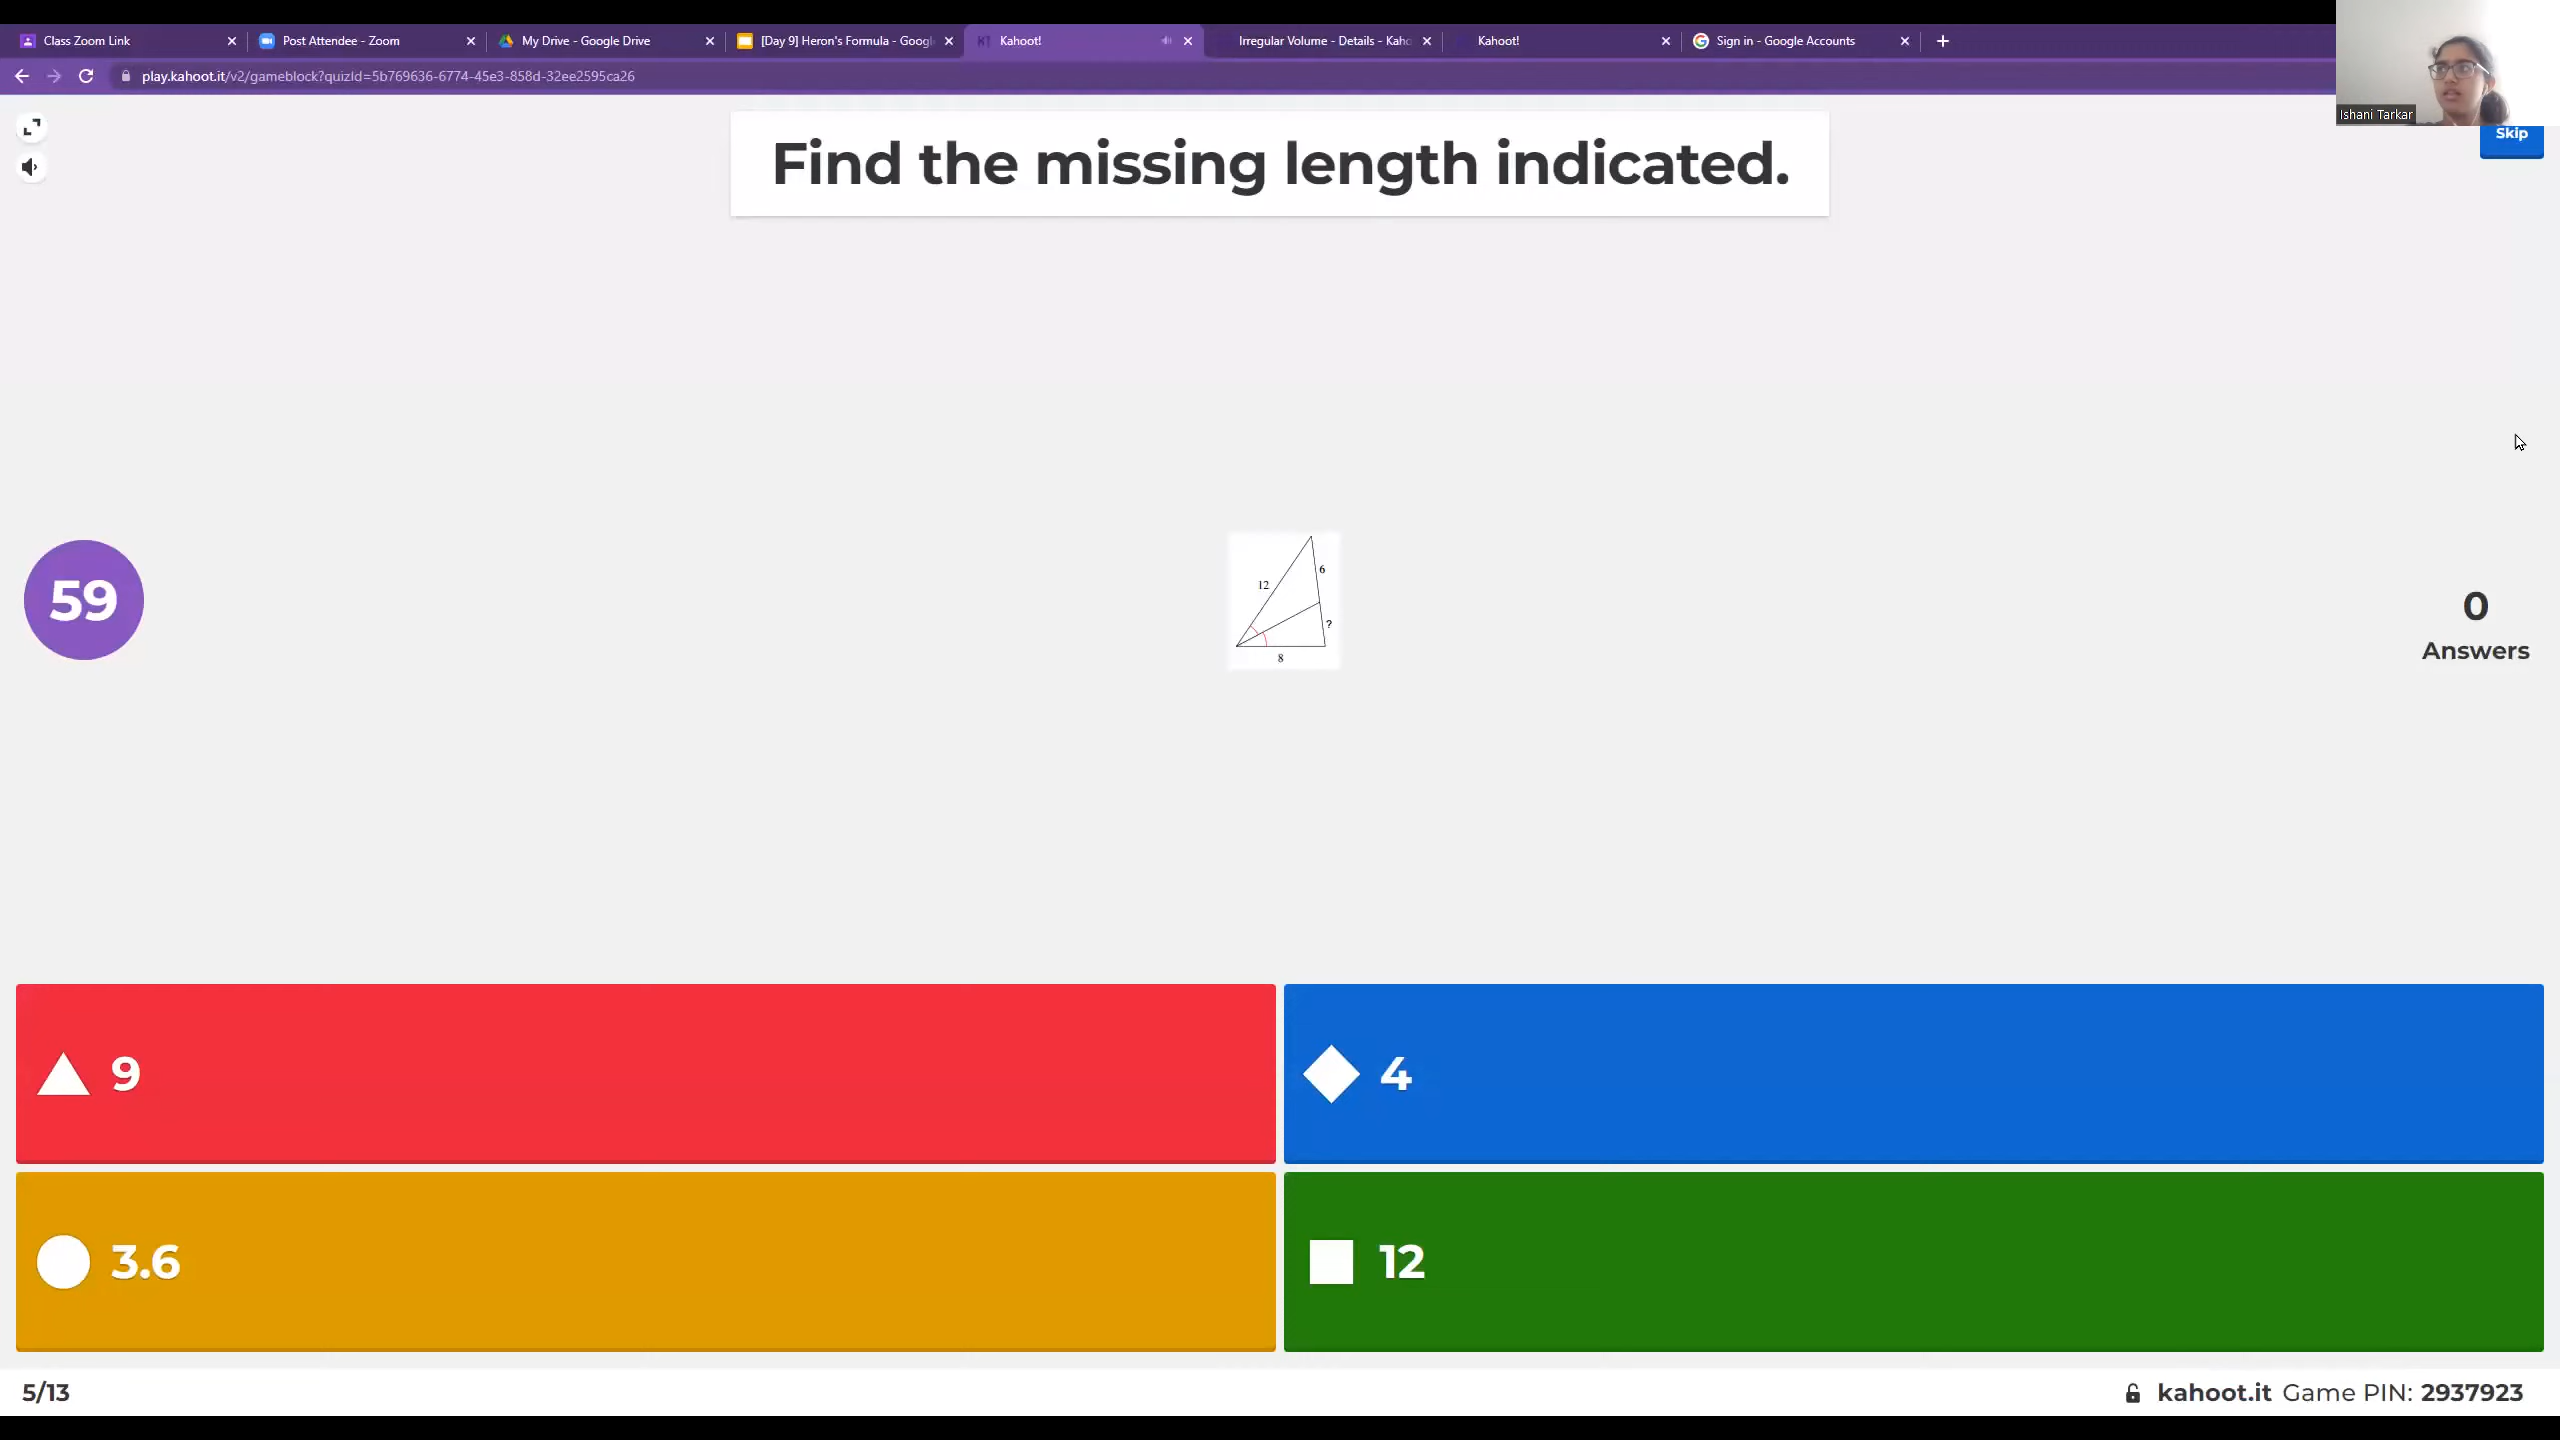 Class Zoom Link
Post Attendee - Zoom
My Drive - Google Drive
[Day 9] Heron's Formula - Googl
Kahoot!
Irregular Volume - Details - Kaho
Kahoot!
Sign in - Google Accounts
play.kahoot.it/v2/gameblock?quizId=5b769636-6774-45e3-858d-32ee2595ca26
Ishani Tarkar
Skip
Find the missing length indicated.
59
12
6
?
8
0
Answers
9
4
3.6
12
5/13
kahoot.it Game PIN: 2937923